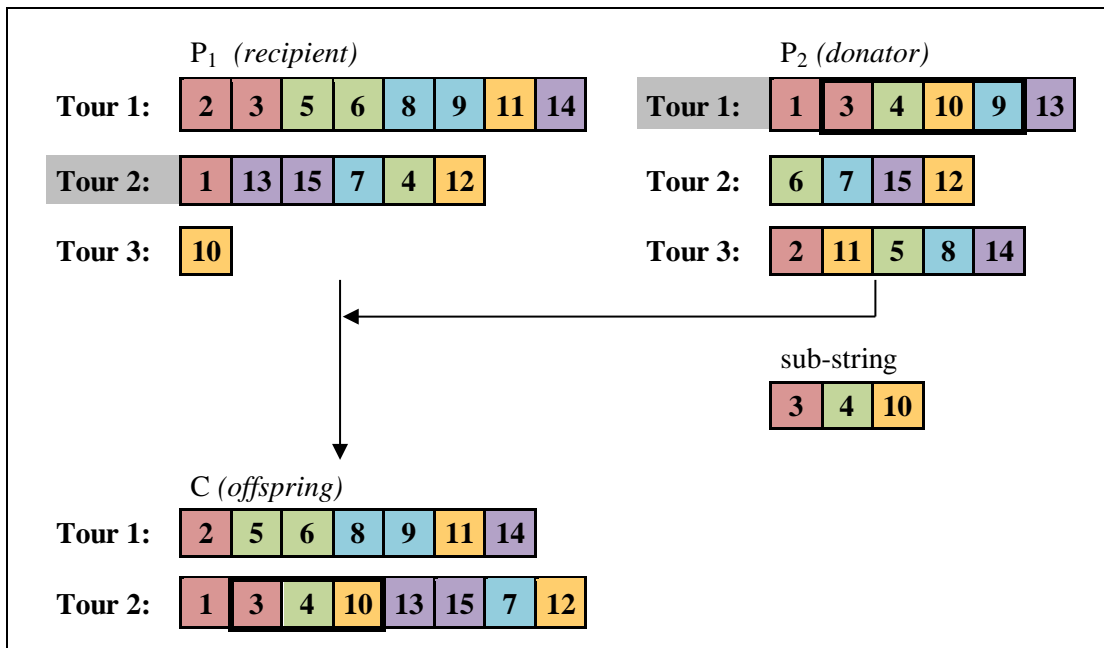 P1 (recipient)
Tour 1: 2 3 5 6 8 9 11 14
Tour 2: 1 13 15 7 4 12
Tour 3: 10
P2 (donator)
Tour 1: 1 3 4 10 9 13
Tour 2: 6 7 15 12
Tour 3: 2 11 5 8 14
sub-string
3 4 10
C (offspring)
Tour 1: 2 5 6 8 9 11 14
Tour 2: 1 3 4 10 13 15 7 12